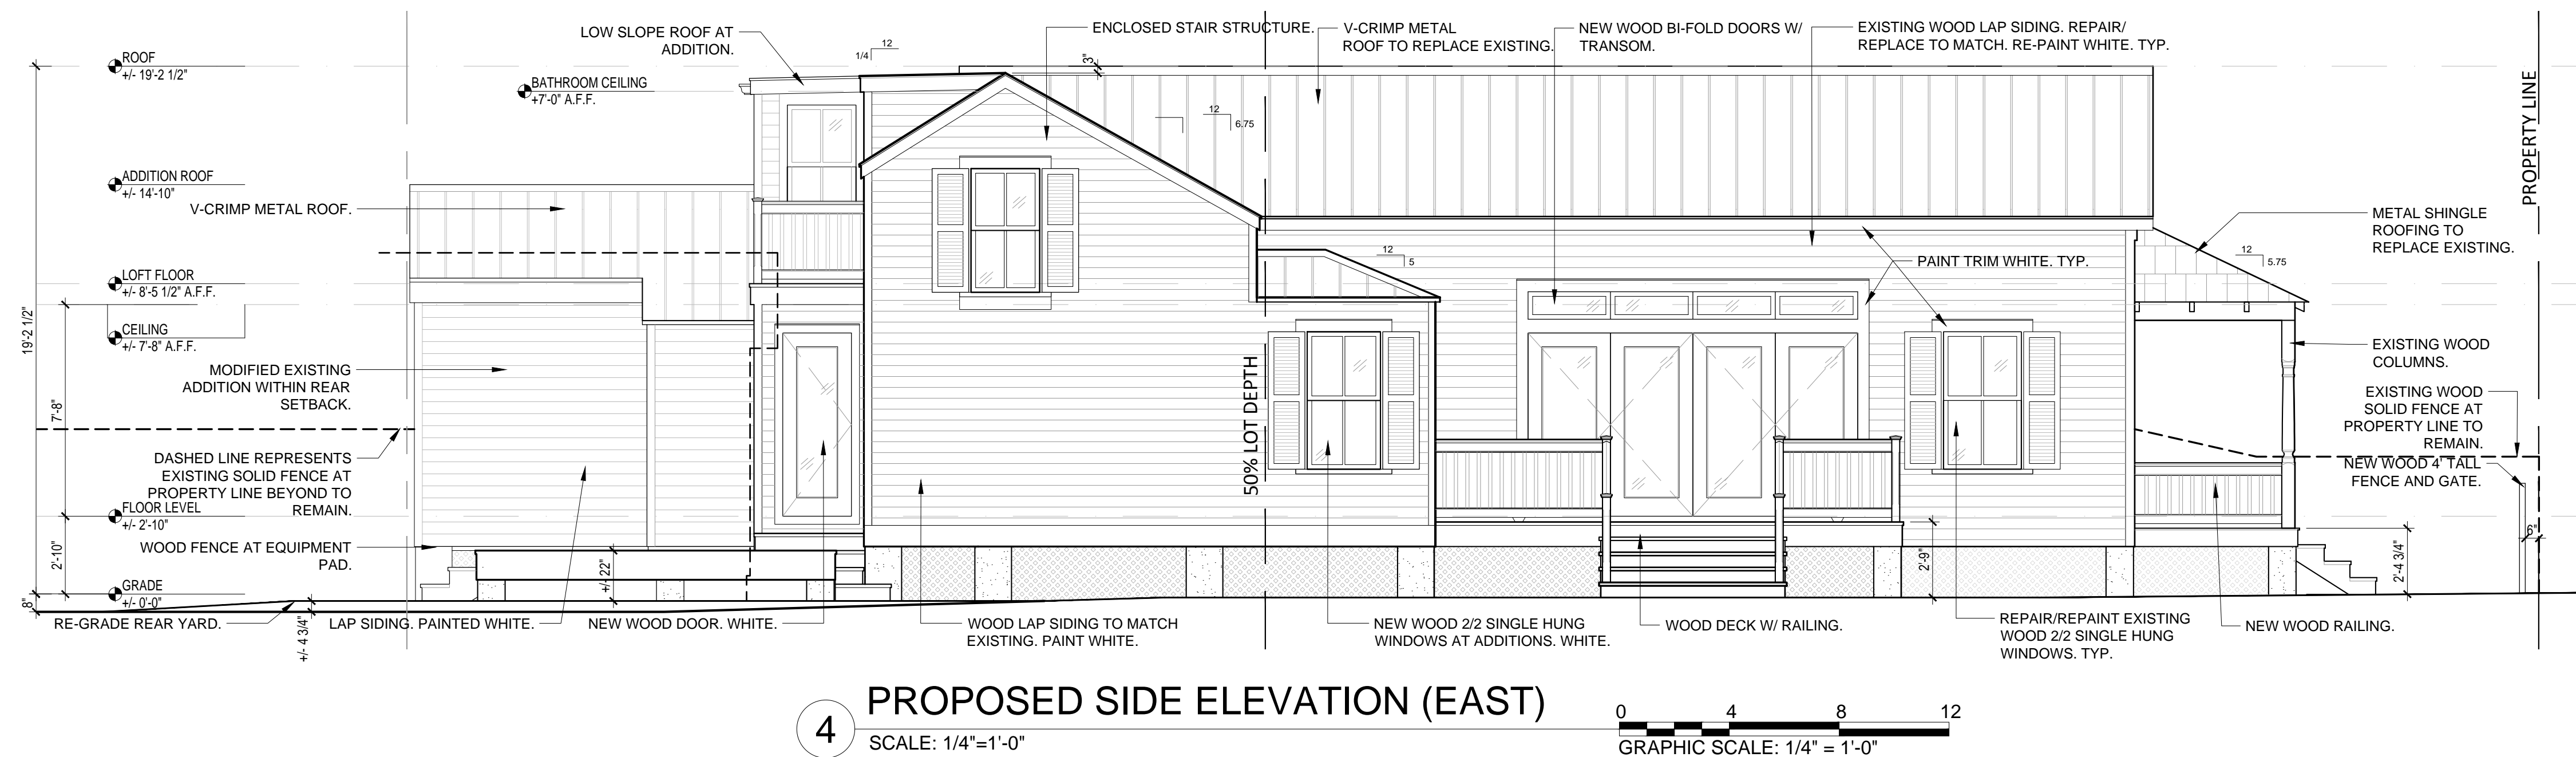 LOW SLOPE ROOF AT
ADDITION.
1/4
12
ENCLOSED STAIR STRUCTURE.
3"
V-CRIMP METAL
ROOF TO REPLACE EXISTING.
NEW WOOD BI-FOLD DOORS W/
TRANSOM.
EXISTING WOOD LAP SIDING. REPAIR/
REPLACE TO MATCH. RE-PAINT WHITE. TYP.
PROPERTY LINE
ROOF
+/- 19'-2 1/2"
BATHROOM CEILING
+7'-0" A.F.F.
12
6.75
ADDITION ROOF
+/- 14'-10"
V-CRIMP METAL ROOF.
METAL SHINGLE
ROOFING TO
REPLACE EXISTING.
12
5
12
5.75
PAINT TRIM WHITE. TYP.
LOFT FLOOR
+/- 8'-5 1/2" A.F.F.
19'-2 1/2"
CEILING
+/- 7'-8" A.F.F.
EXISTING WOOD
COLUMNS.
MODIFIED EXISTING
ADDITION WITHIN REAR
SETBACK.
7'-8"
50% LOT DEPTH
EXISTING WOOD
SOLID FENCE AT
PROPERTY LINE TO
REMAIN.
DASHED LINE REPRESENTS
EXISTING SOLID FENCE AT
PROPERTY LINE BEYOND TO
REMAIN.
NEW WOOD 4' TALL
FENCE AND GATE.
FLOOR LEVEL
+/- 2'-10"
6"
WOOD FENCE AT EQUIPMENT
PAD.
2'-10"
+/- 22"
2'-9"
2'-4 3/4"
GRADE
+/- 0'-0"
8"
RE-GRADE REAR YARD.
+/- 4 3/4"
LAP SIDING. PAINTED WHITE.
NEW WOOD DOOR. WHITE.
WOOD LAP SIDING TO MATCH
EXISTING. PAINT WHITE.
NEW WOOD 2/2 SINGLE HUNG
WINDOWS AT ADDITIONS. WHITE.
WOOD DECK W/ RAILING.
REPAIR/REPAINT EXISTING
WOOD 2/2 SINGLE HUNG
WINDOWS. TYP.
NEW WOOD RAILING.
4
PROPOSED SIDE ELEVATION (EAST)
SCALE: 1/4"=1'-0"
0 4 8 12
GRAPHIC SCALE: 1/4" = 1'-0"